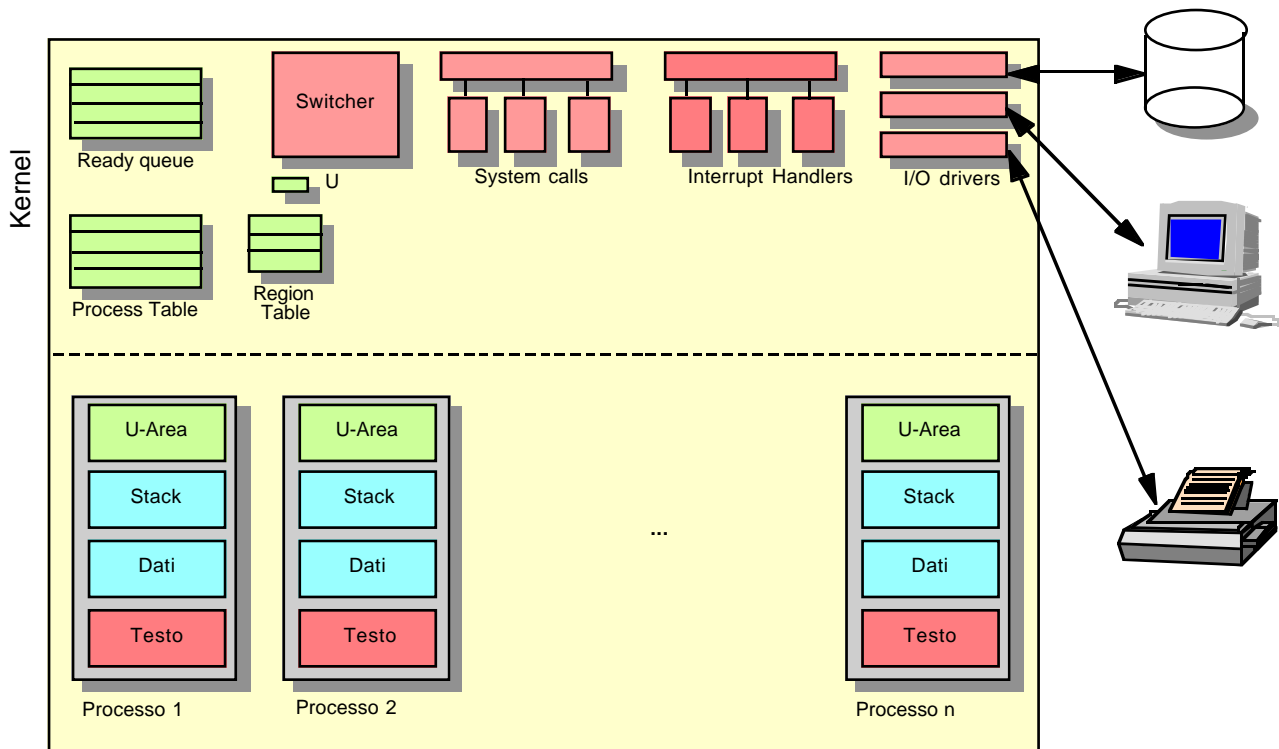 Kernel
Switcher
Ready queue
U
System calls
Interrupt Handlers
I/O drivers
Process Table
Region
Table
U-Area
Stack
Dati
Testo
Processo 1
U-Area
Stack
Dati
Testo
Processo 2
...
U-Area
Stack
Dati
Testo
Processo n